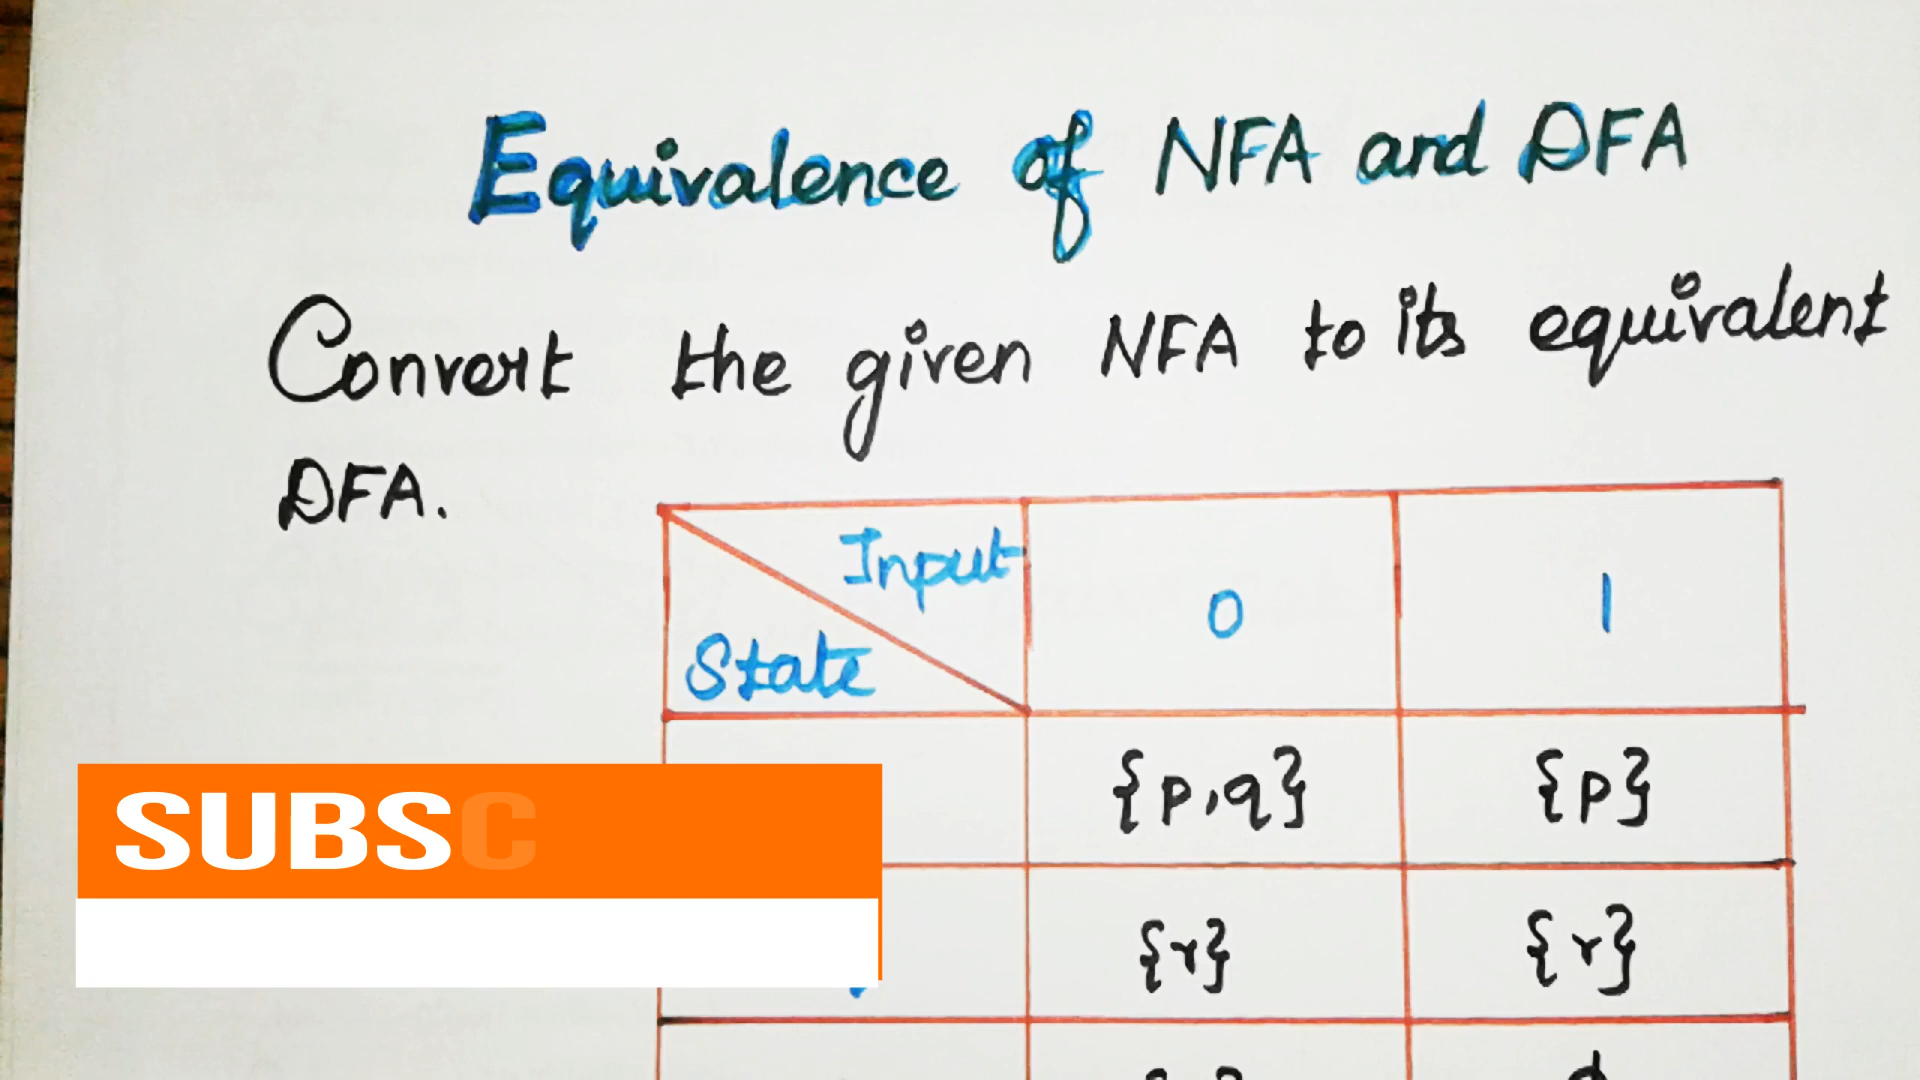 Equivalence of NFA and DFA
Convert the given NFA to its equivalent
DFA.
Input
State
0 1
{p,q} {p}
SUBSC
{r} {r}